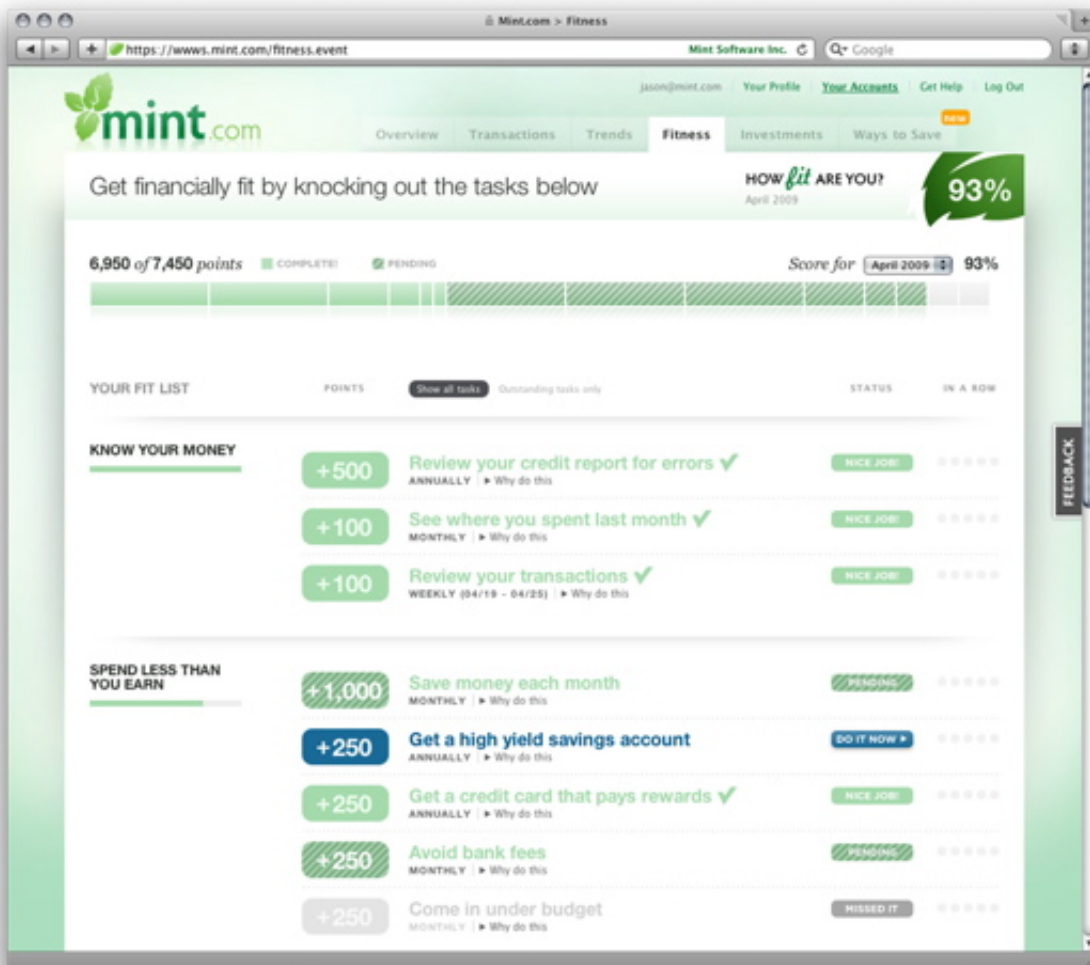 Mint.com > Fitness
https://wwws.mint.com/fitness.event
Mint Software Inc.
Google
jason@mint.com Your Profile Your Accounts Get Help Log Out
mint.com
new
Overview Transactions Trends Fitness Investments Ways to Save
Get financially fit by knocking out the tasks below
HOW fit ARE YOU?
April 2009
93%
6,950 of 7,450 points COMPLETE! PENDING
Score for April 2009 93%
YOUR FIT LIST POINTS Show all tasks Outstanding tasks only STATUS IN A ROW
FEEDBACK
KNOW YOUR MONEY
+500 Review your credit report for errors NICE JOB!
ANNUALLY Why do this
+100 See where you spent last month NICE JOB!
MONTHLY Why do this
+100 Review your transactions NICE JOB!
WEEKLY (04/19 - 04/25) Why do this
SPEND LESS THAN
YOU EARN
+1,000 Save money each month PENDING
MONTHLY Why do this
+250 Get a high yield savings account DO IT NOW
ANNUALLY Why do this
+250 Get a credit card that pays rewards NICE JOB!
ANNUALLY Why do this
+250 Avoid bank fees PENDING
MONTHLY Why do this
+250 Come in under budget MISSED IT
MONTHLY Why do this